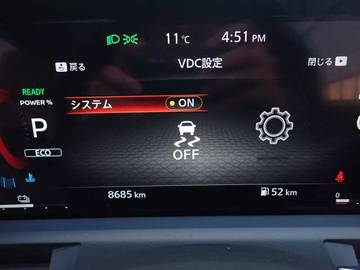 11℃ 4:51 PM
戻る VDC設定 閉じる
READY
POWER %
システム ON
P
OFF
ECO
8685 km 52 km
0